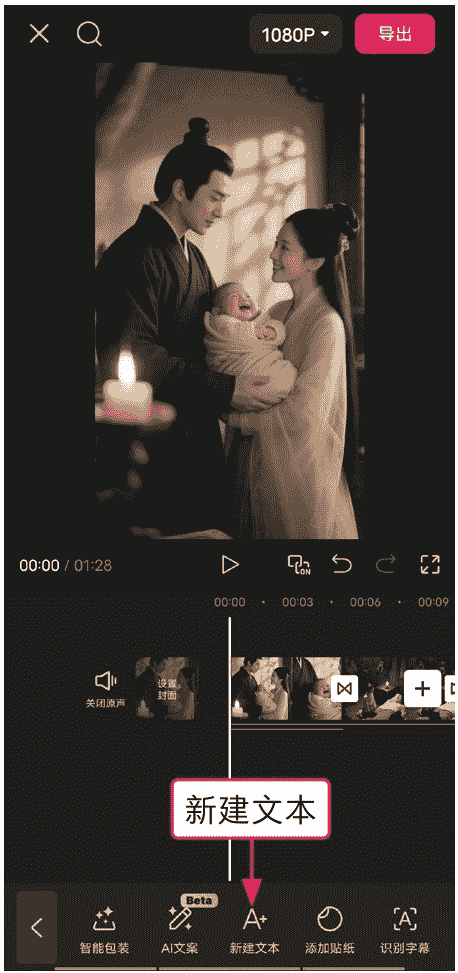 1080P
导出
00:00 / 01:28
ON
00:00
00:03
00:06
00:09
关闭原声
设置
封面
新建文本
Beta
智能包装
AI文案
新建文本
添加贴纸
识别字幕